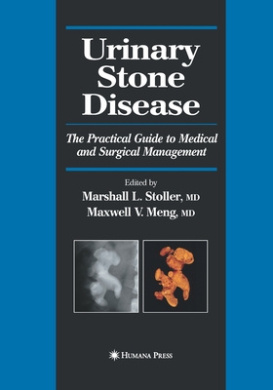 Urinary
Stone
Disease
The Practical Guide to Medical
and Surgical Management
Edited by
Marshall L. Stoller, MD
Maxwell V. Meng, MD
HUMANA PRESS